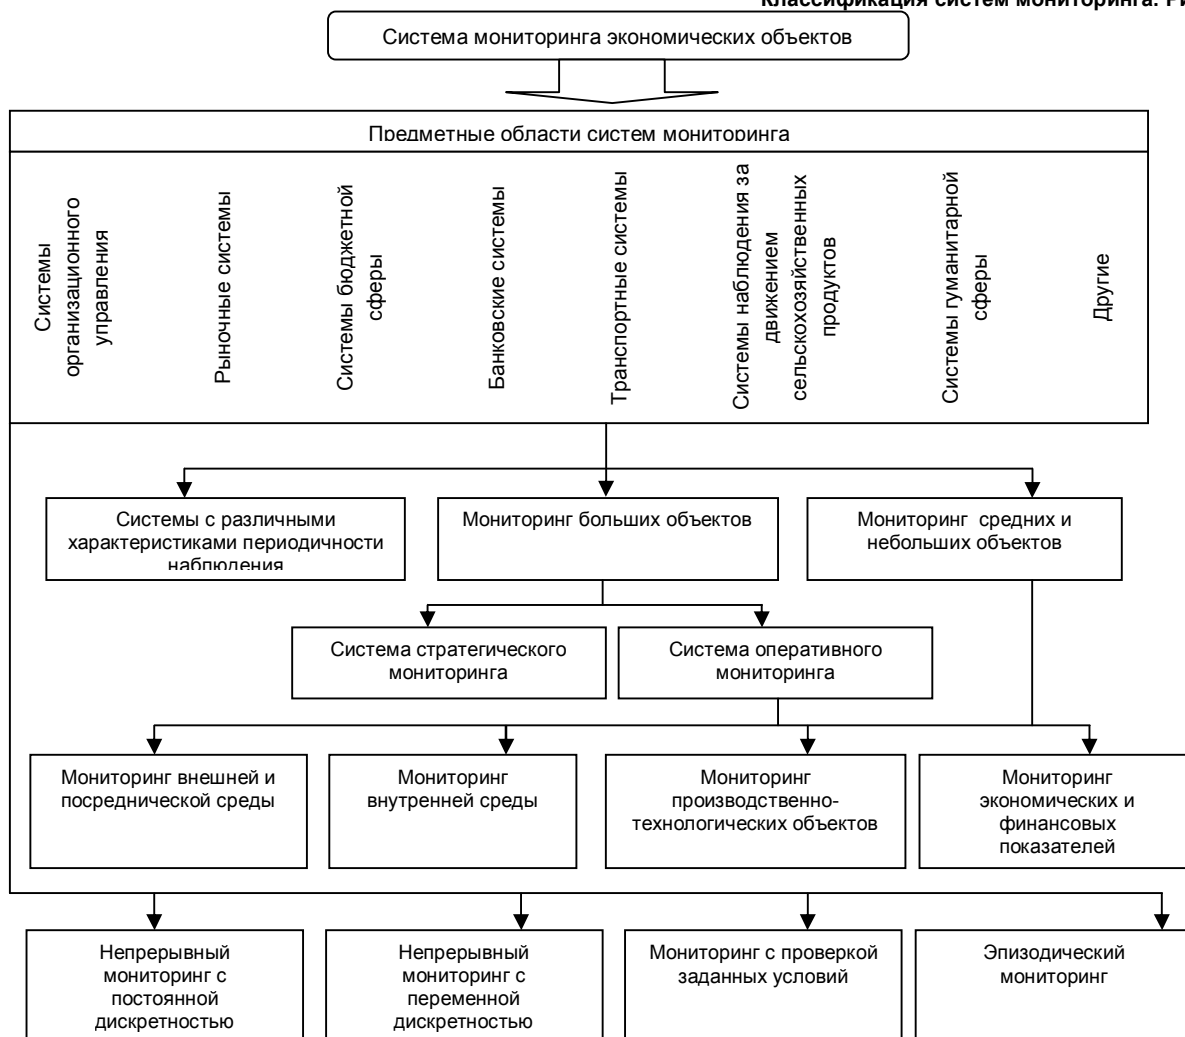 Классификация систем мониторинга. Ри
Система мониторинга экономических объектов
Предметные области систем мониторинга
Системы
организационного
управления
Рыночные системы
Системы бюджетной
сферы
Банковские системы
Транспортные системы
Системы наблюдения за
движением
сельскохозяйственных
продуктов
Системы гуманитарной
сферы
Другие
Системы с различными
характеристиками периодичности
наблюдения
Мониторинг больших объектов
Мониторинг средних и
небольших объектов
Система стратегического
мониторинга
Система оперативного
мониторинга
Мониторинг внешней и
посреднической среды
Мониторинг
внутренней среды
Мониторинг
производственно-
технологических объектов
Мониторинг
экономических и
финансовых
показателей
Непрерывный
мониторинг с
постоянной
дискретностью
Непрерывный
мониторинг с
переменной
дискретностью
Мониторинг с проверкой
заданных условий
Эпизодический
мониторинг